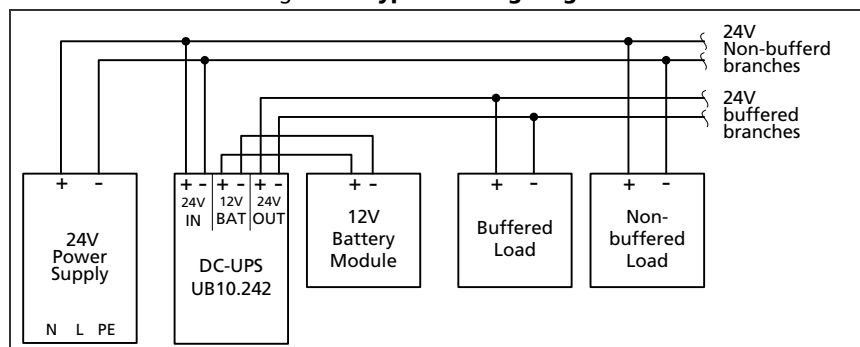 24V
Non-bufferd
branches
24V
buffered
branches
+ -
24V
Power
Supply
N L PE
+ - + - + -
24V 12V 24V
IN BAT OUT
DC-UPS
UB10.242
+ -
12V
Battery
Module
+ -
Buffered
Load
+ -
Non-
buffered
Load